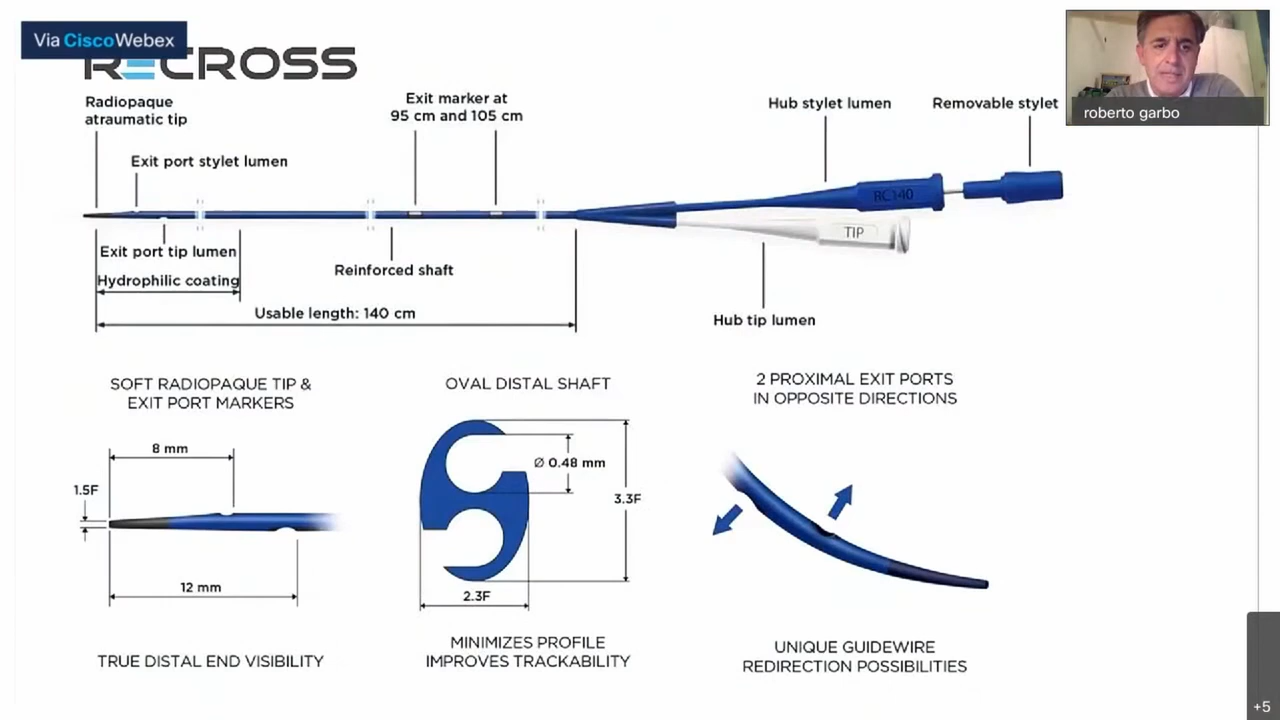 Via Cisco Webex
RECROSS
roberto garbo
Radiopaque
atraumatic tip
Exit marker at
95 cm and 105 cm
Hub stylet lumen
Removable stylet
Exit port stylet lumen
RC140
TIP
Exit port tip lumen
Reinforced shaft
Hydrophilic coating
Usable length: 140 cm
Hub tip lumen
SOFT RADIOPAQUE TIP &
EXIT PORT MARKERS
OVAL DISTAL SHAFT
2 PROXIMAL EXIT PORTS
IN OPPOSITE DIRECTIONS
8 mm
Ø 0.48 mm
1.5F
3.3F
12 mm
2.3F
TRUE DISTAL END VISIBILITY
MINIMIZES PROFILE
IMPROVES TRACKABILITY
UNIQUE GUIDEWIRE
REDIRECTION POSSIBILITIES
+5